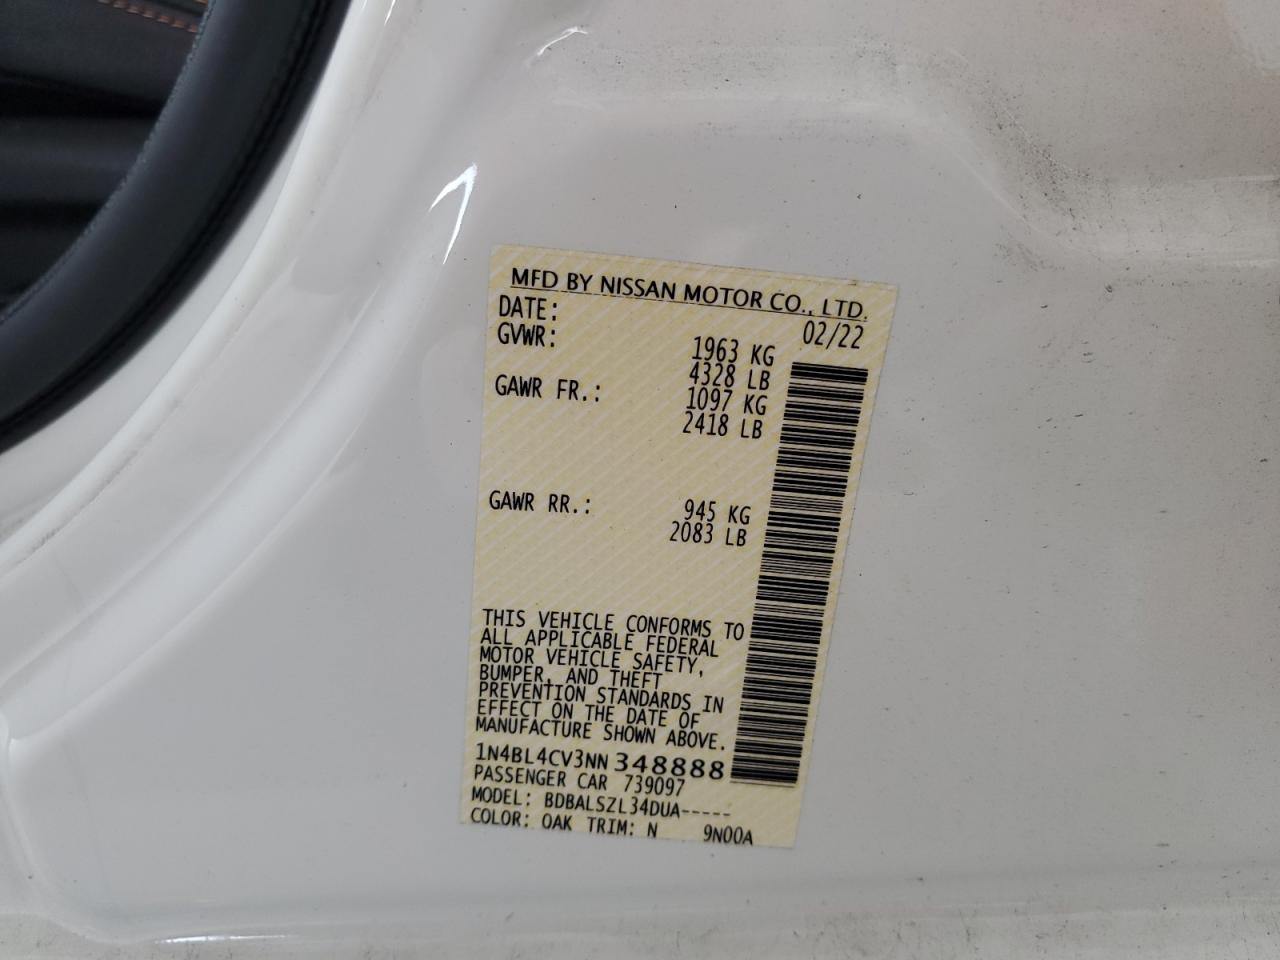 MFD BY NISSAN MOTOR CO., LTD.
DATE: 02/22
GVWR: 1963 KG
4328 LB
GAWR FR.: 1097 KG
2418 LB
GAWR RR.: 945 KG
2083 LB
THIS VEHICLE CONFORMS TO
ALL APPLICABLE FEDERAL
MOTOR VEHICLE SAFETY,
BUMPER, AND THEFT
PREVENTION STANDARDS IN
EFFECT ON THE DATE OF
MANUFACTURE SHOWN ABOVE.
1N4BL4CV3NN348888
PASSENGER CAR 739097
MODEL: BDBALSZL34DUA-----
COLOR: QAK TRIM: N 9N00A